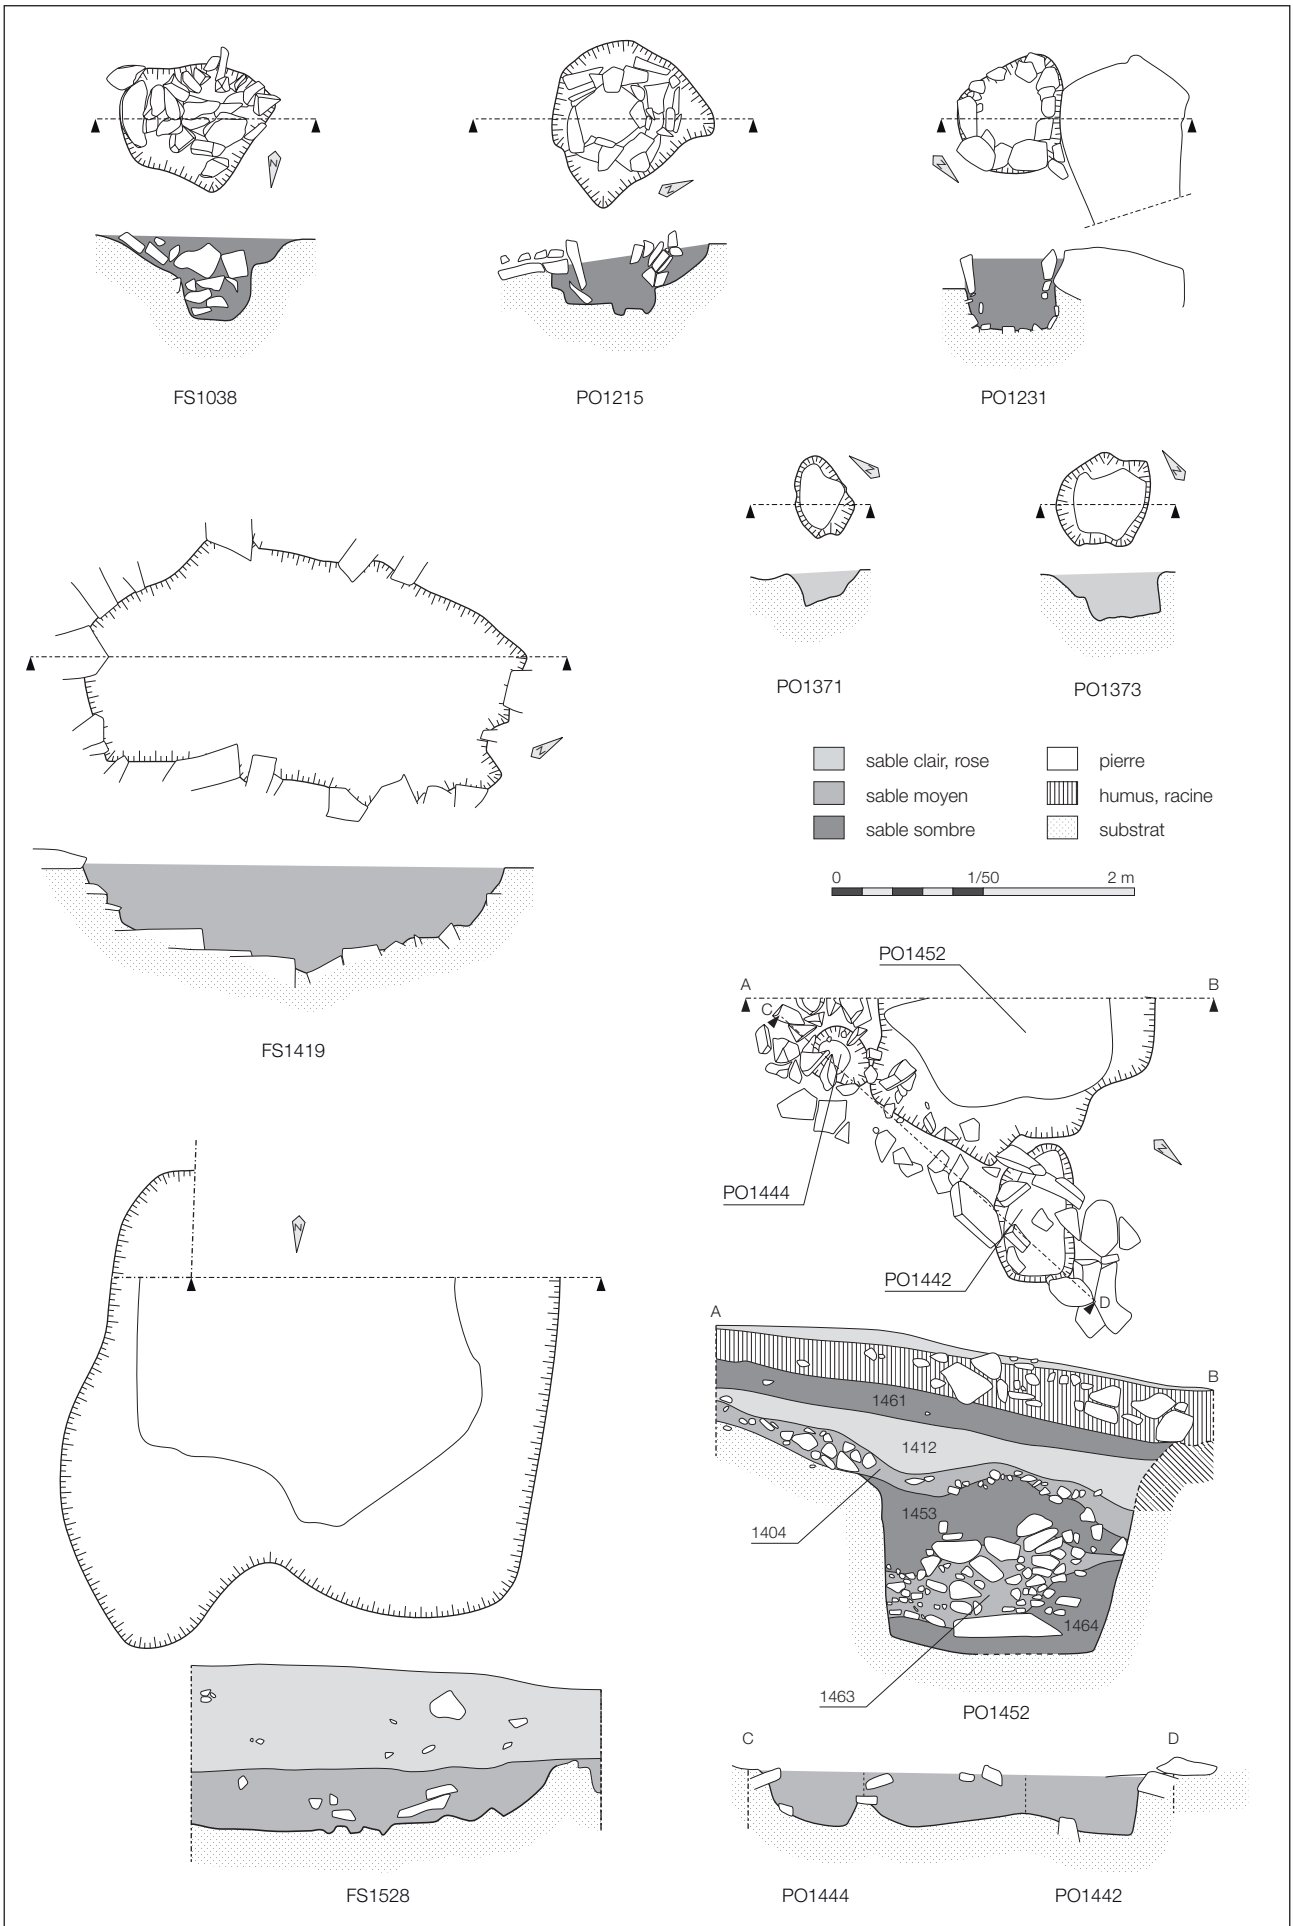 N
N
N
FS1038
PO1215
PO1231
N
N
PO1371
PO1373
N
sable clair, rose
pierre
sable moyen
humus, racine
sable sombre
substrat
0 1/50 2 m
FS1419
PO1452
A
B
C
N
PO1444
N
PO1442
D
A
B
1461
1412
1453
1404
1464
1463
PO1452
C
D
FS1528
PO1444
PO1442